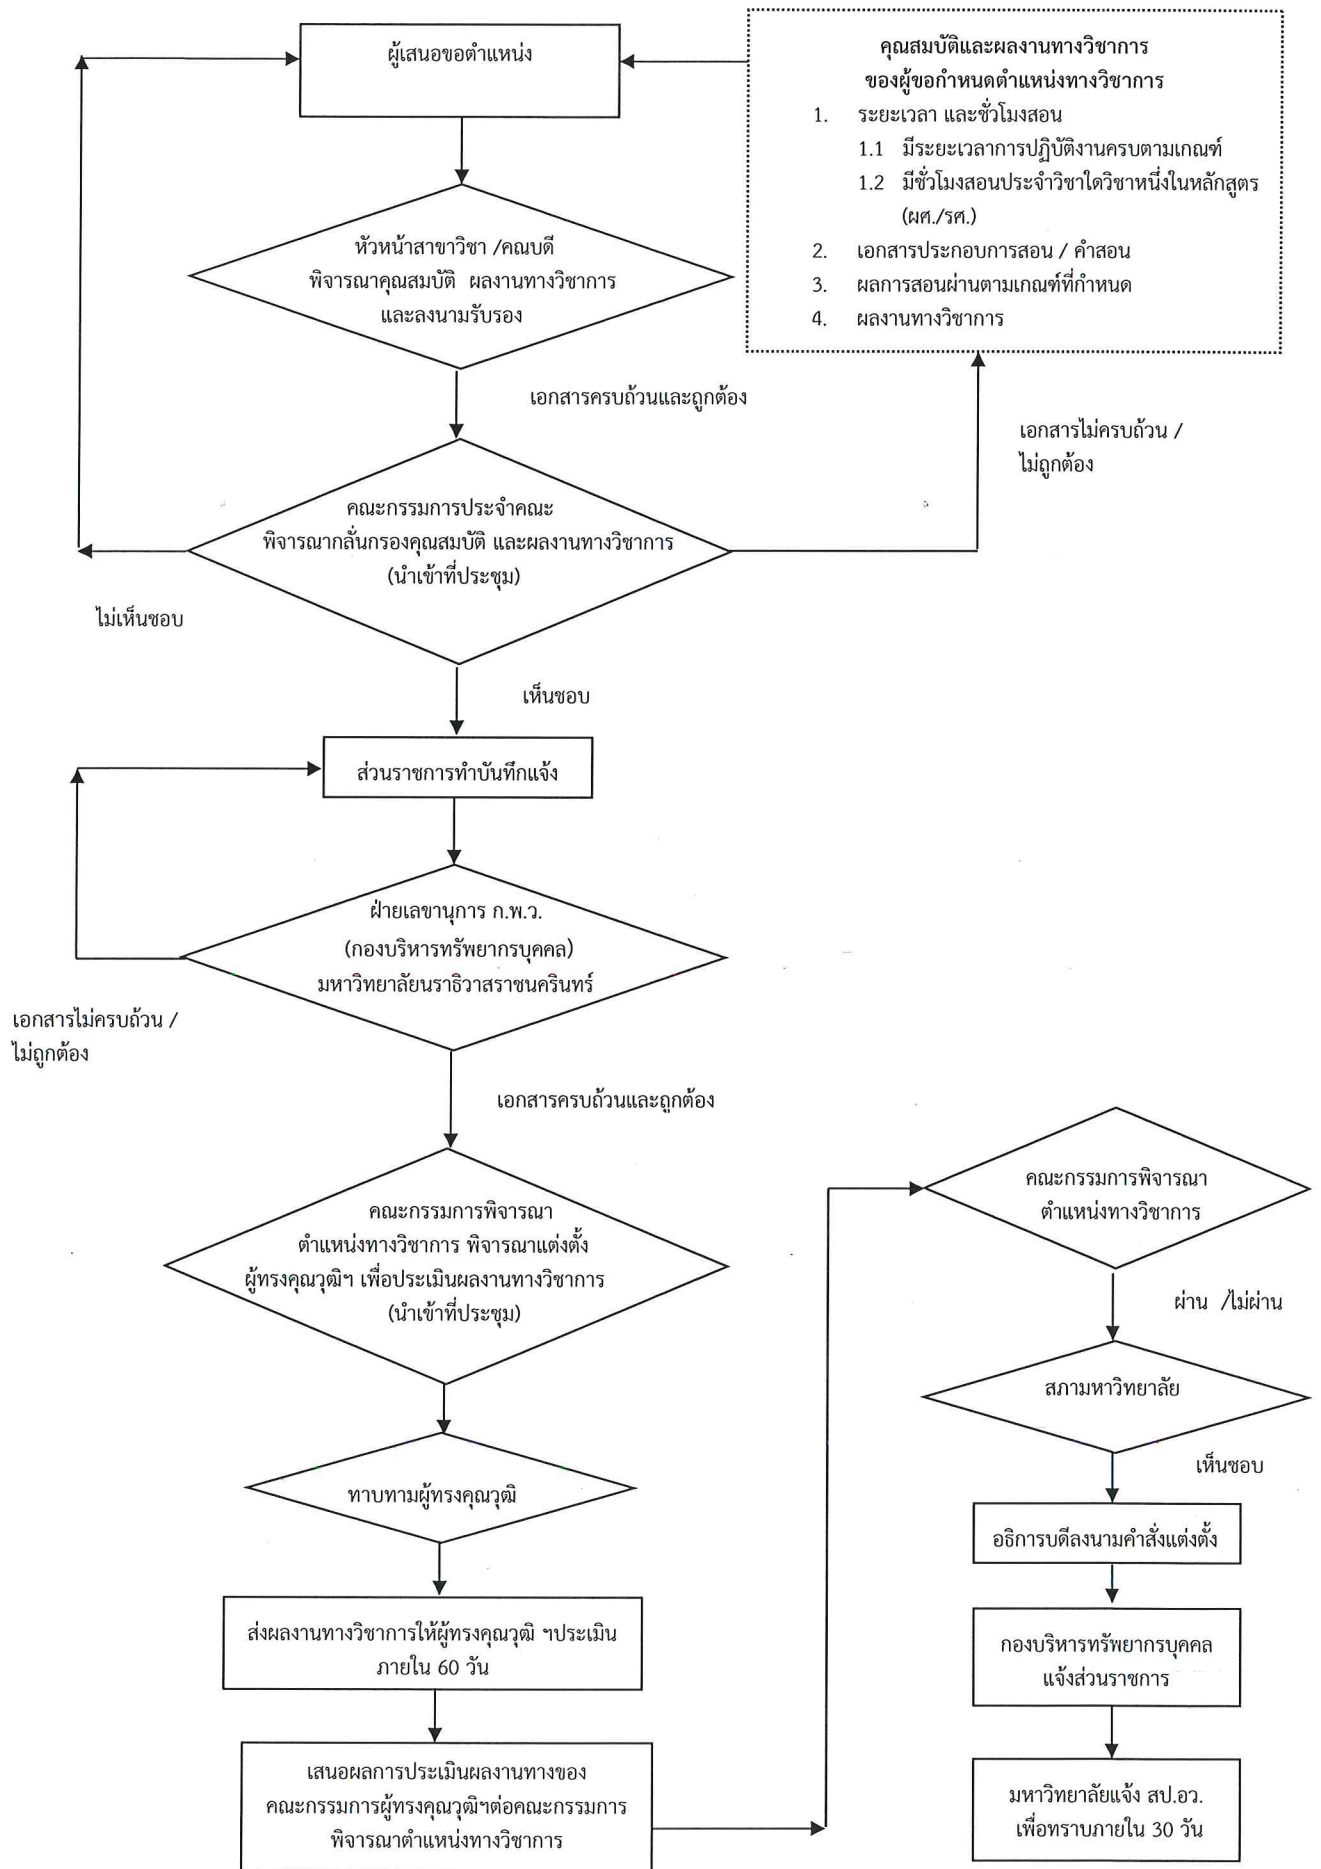 ผู้เสนอขอตำแหน่ง
คุณสมบัติและผลงานทางวิชาการ
ของผู้ขอกำหนดตำแหน่งทางวิชาการ
1. ระยะเวลา และชั่วโมงสอน
1.1 มีระยะเวลาการปฏิบัติงานครบตามเกณฑ์
1.2 มีชั่วโมงสอนประจำวิชาใดวิชาหนึ่งในหลักสูตร
(ผศ./รศ.)
2. เอกสารประกอบการสอน / คำสอน
3. ผลการสอนผ่านตามเกณฑ์ที่กำหนด
4. ผลงานทางวิชาการ
หัวหน้าสาขาวิชา /คณบดี
พิจารณาคุณสมบัติ ผลงานทางวิชาการ
และลงนามรับรอง
เอกสารครบถ้วนและถูกต้อง
เอกสารไม่ครบถ้วน /
ไม่ถูกต้อง
คณะกรรมการประจำคณะ
พิจารณากลั่นกรองคุณสมบัติ และผลงานทางวิชาการ
(นำเข้าที่ประชุม)
ไม่เห็นชอบ
เห็นชอบ
ส่วนราชการทำบันทึกแจ้ง
ฝ่ายเลขานุการ ก.พ.ว.
(กองบริหารทรัพยากรบุคคล)
มหาวิทยาลัยนราธิวาสราชนครินทร์
เอกสารไม่ครบถ้วน /
ไม่ถูกต้อง
เอกสารครบถ้วนและถูกต้อง
คณะกรรมการพิจารณา
ตำแหน่งทางวิชาการ พิจารณาแต่งตั้ง
ผู้ทรงคุณวุฒิฯ เพื่อประเมินผลงานทางวิชาการ
(นำเข้าที่ประชุม)
ทาบทามผู้ทรงคุณวุฒิ
ส่งผลงานทางวิชาการให้ผู้ทรงคุณวุฒิ ฯประเมิน
ภายใน 60 วัน
เสนอผลการประเมินผลงานทางของ
คณะกรรมการผู้ทรงคุณวุฒิฯต่อคณะกรรมการ
พิจารณาตำแหน่งทางวิชาการ
คณะกรรมการพิจารณา
ตำแหน่งทางวิชาการ
ผ่าน /ไม่ผ่าน
สภามหาวิทยาลัย
เห็นชอบ
อธิการบดีลงนามคำสั่งแต่งตั้ง
กองบริหารทรัพยากรบุคคล
แจ้งส่วนราชการ
มหาวิทยาลัยแจ้ง สป.อว.
เพื่อทราบภายใน 30 วัน